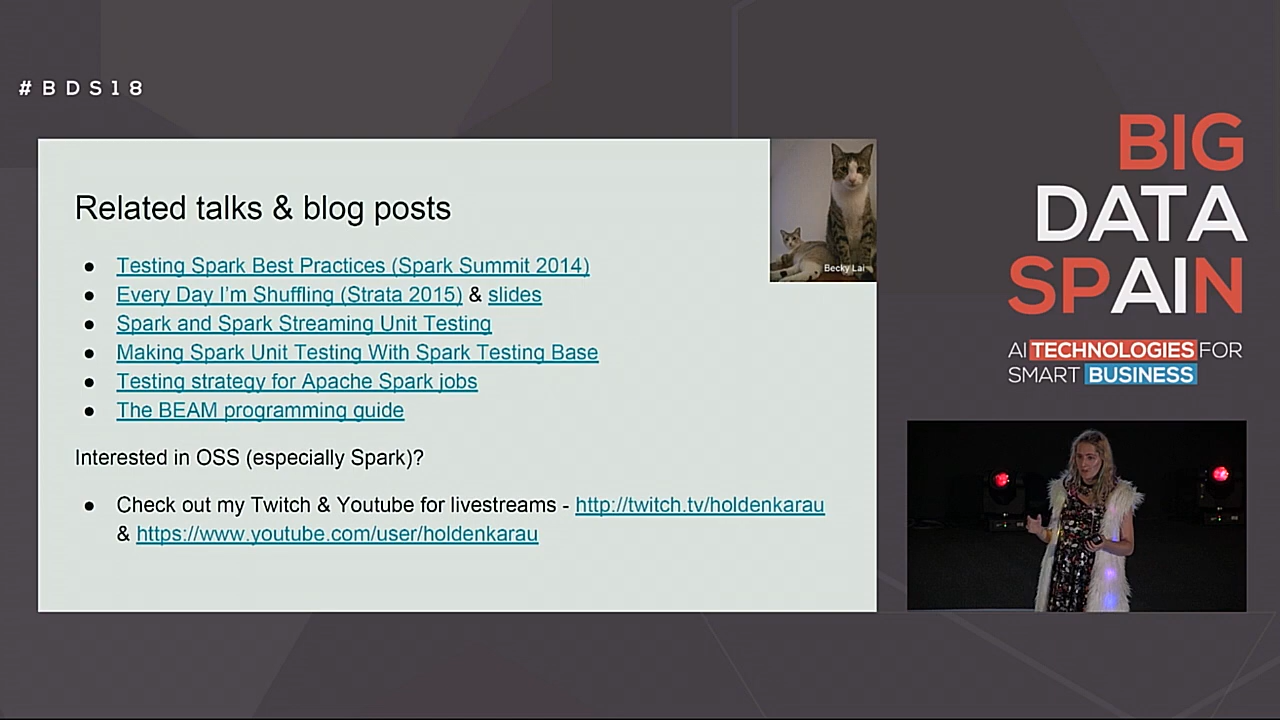 #BDS18
BIG
DATA
SPAIN
AI TECHNOLOGIES FOR
SMART BUSINESS
Related talks & blog posts
Becky Lai
● Testing Spark Best Practices (Spark Summit 2014)
● Every Day I'm Shuffling (Strata 2015) & slides
● Spark and Spark Streaming Unit Testing
● Making Spark Unit Testing With Spark Testing Base
● Testing strategy for Apache Spark jobs
● The BEAM programming guide
Interested in OSS (especially Spark)?
● Check out my Twitch & Youtube for livestreams - http://twitch.tv/holdenkarau
& https://www.youtube.com/user/holdenkarau